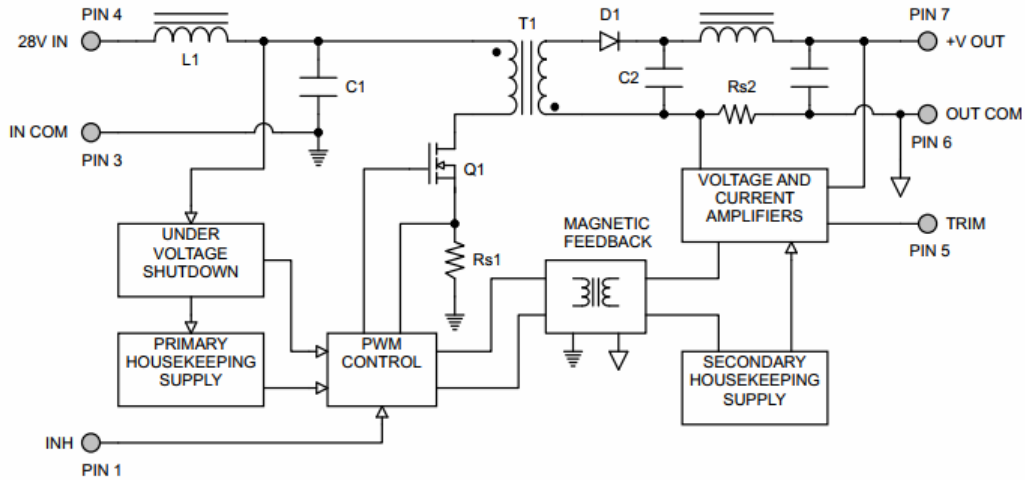 PIN 4
28V IN
L1
C1
IN COM
PIN 3
T1
D1
C2
Rs2
PIN 7
+V OUT
OUT COM
PIN 6
Q1
Rs1
UNDER
VOLTAGE
SHUTDOWN
PRIMARY
HOUSEKEEPING
SUPPLY
PWM
CONTROL
MAGNETIC
FEEDBACK
VOLTAGE AND
CURRENT
AMPLIFIERS
TRIM
PIN 5
SECONDARY
HOUSEKEEPING
SUPPLY
INH
PIN 1